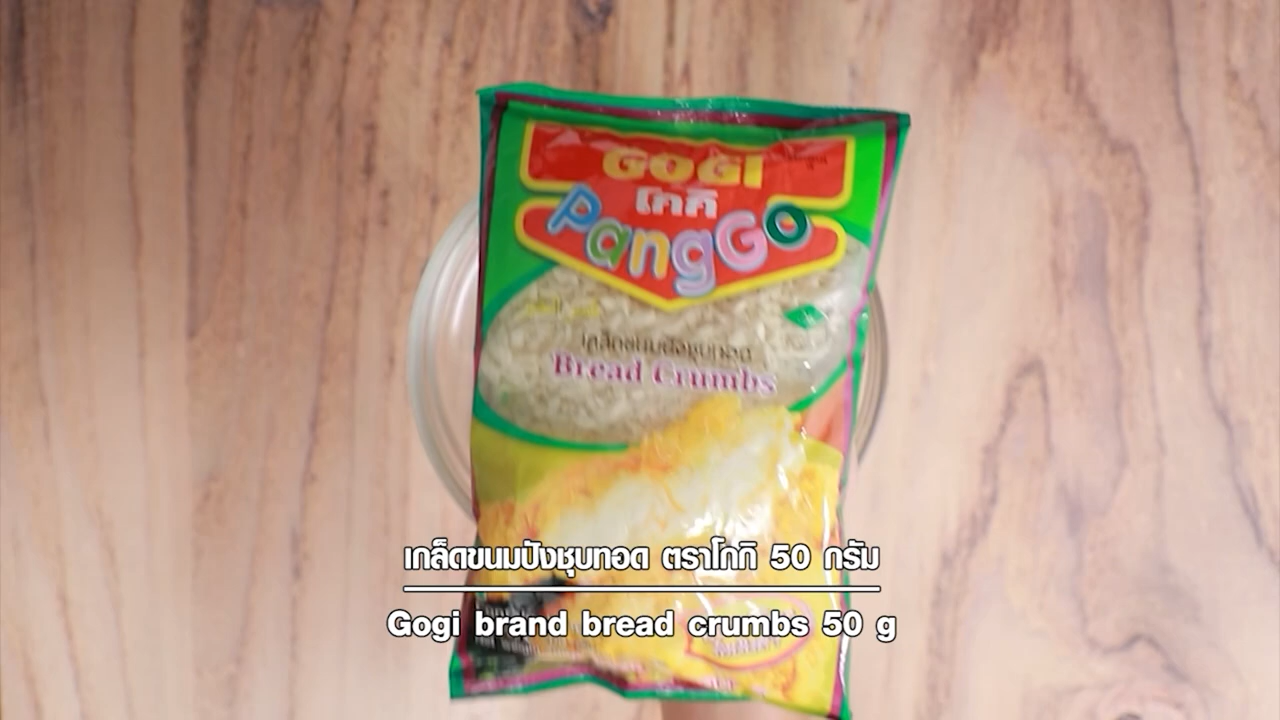 GOGI
โกกิ
PangGO
เกล็ดขนมปังชุบทอด
Bread Crumbs
เกล็ดขนมปังชุบทอด ตราโกกิ 50 กรัม
Gogi brand bread crumbs 50 g